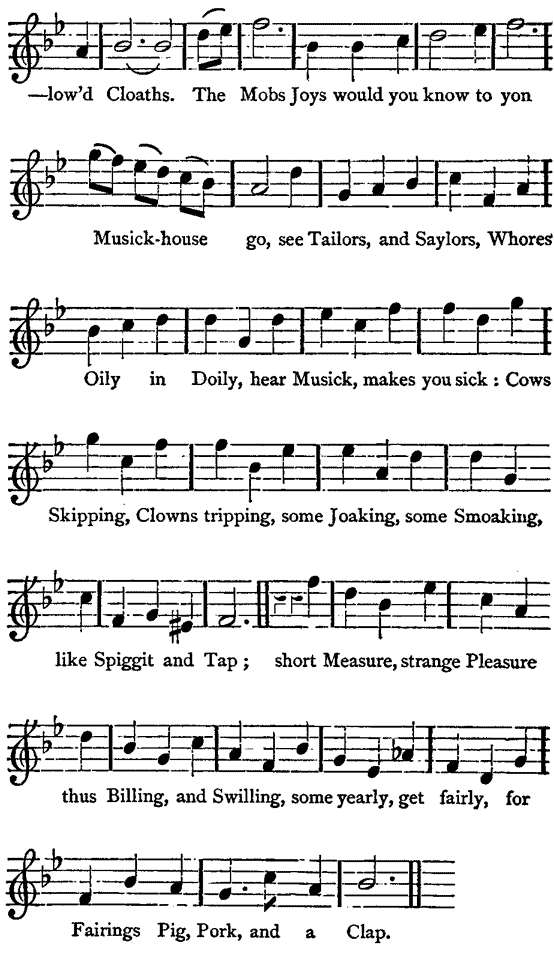 —low'd Cloaths. The Mobs Joys would you know to yon
Musick-house go, see Tailors, and Saylors, Whores
Oily in Doily, hear Musick, makes you sick : Cows
Skipping, Clowns tripping, some Joaking, some Smoaking,
like Spiggit and Tap ; short Measure, strange Pleasure
thus Billing, and Swilling, some yearly, get fairly, for
Fairings Pig, Pork, and a Clap.